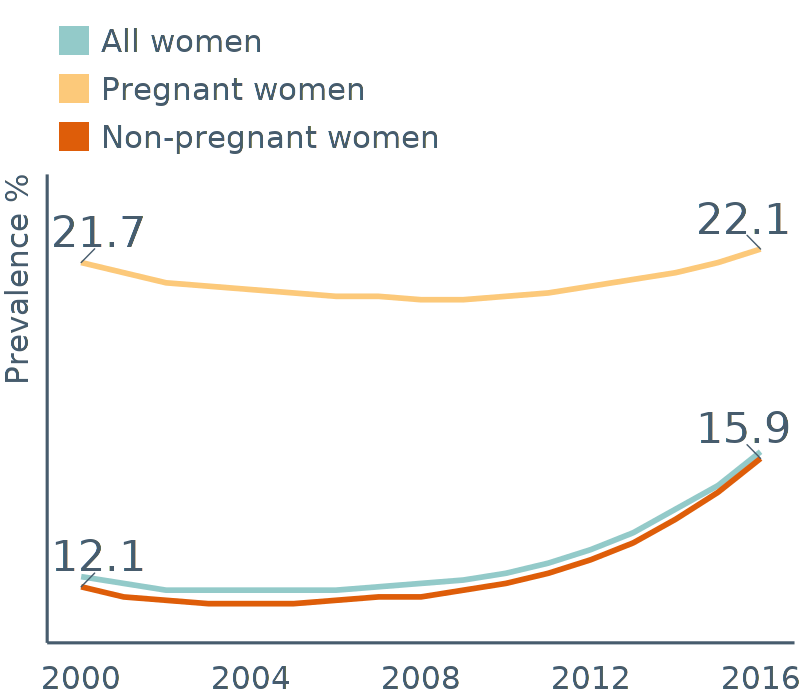 All women
Pregnant women
Non-pregnant women
Prevalence %
21.7
22.1
15.9
12.1
2000 2004 2008 2012 2016